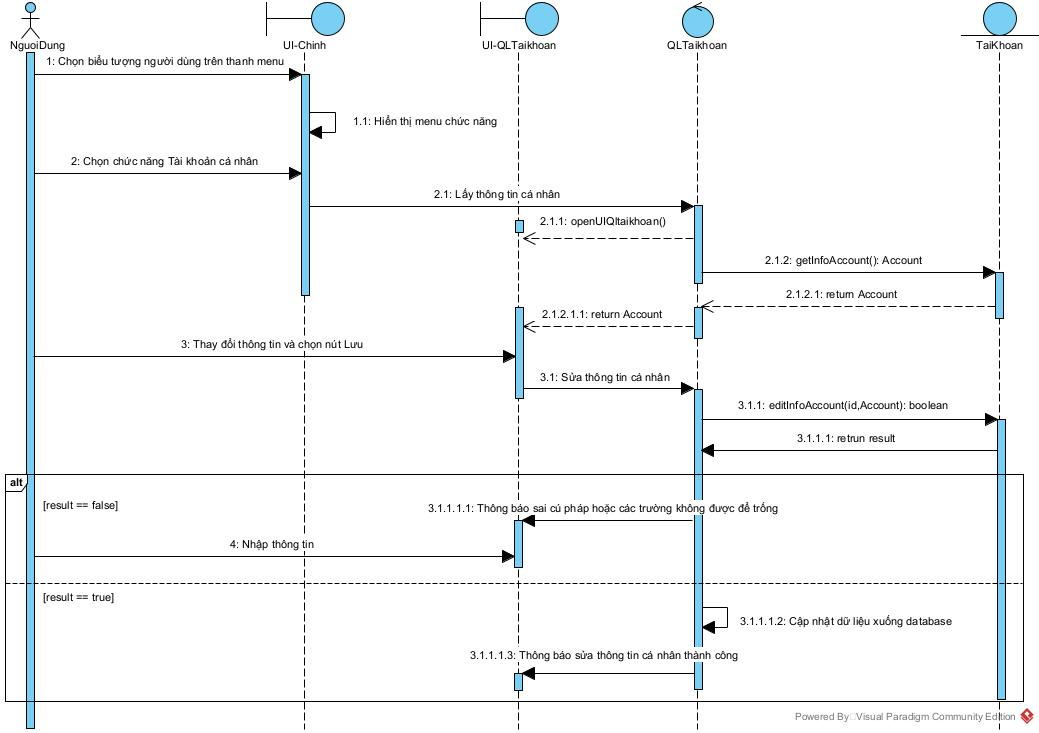 NguoiDung
UI-Chinh
UI-QLTaikhoan
QLTaikhoan
TaiKhoan
1: Chọn biểu tượng người dùng trên thanh menu
1.1: Hiển thị menu chức năng
2: Chọn chức năng Tài khoản cá nhân
2.1: Lấy thông tin cá nhân
2.1.1: openUIQltaikhoan()
2.1.2: getInfoAccount(): Account
2.1.2.1: return Account
2.1.2.1.1: return Account
3: Thay đổi thông tin và chọn nút Lưu
3.1: Sửa thông tin cá nhân
3.1.1: editInfoAccount(id,Account): boolean
3.1.1.1: retrun result
alt
[result == false]
3.1.1.1.1: Thông báo sai cú pháp hoặc các trường không được để trống
4: Nhập thông tin
[result == true]
3.1.1.1.2: Cập nhật dữ liệu xuống database
3.1.1.1.3: Thông báo sửa thông tin cá nhân thành công
Powered By Visual Paradigm Community Edition